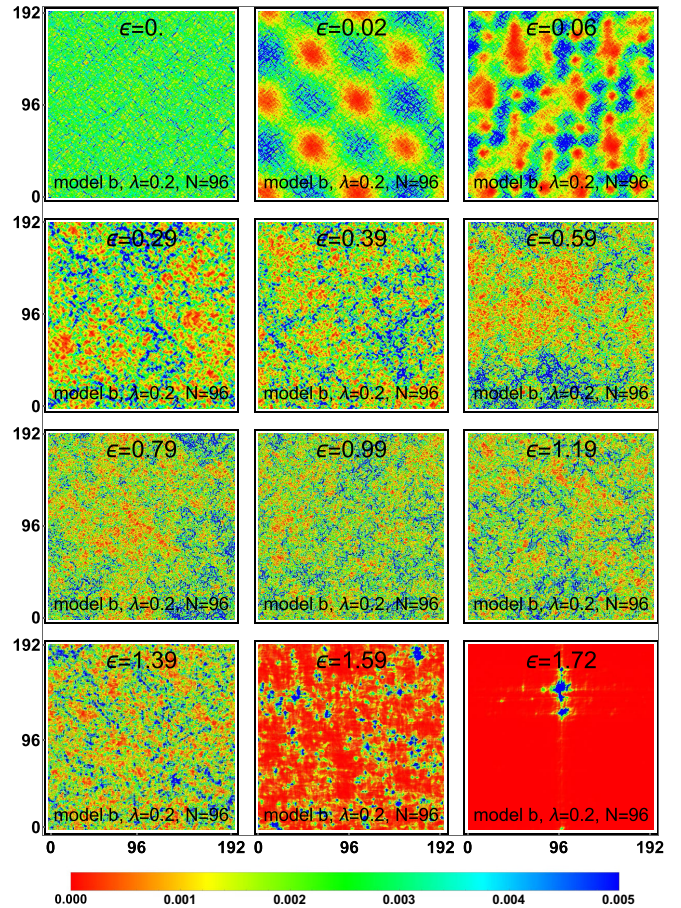 192 ϵ=0. ϵ=0.02 ϵ=0.06
96
0 model b, λ=0.2, N=96 model b, λ=0.2, N=96 model b, λ=0.2, N=96
192 ϵ=0.29 ϵ=0.39 ϵ=0.59
96
0 model b, λ=0.2, N=96 model b, λ=0.2, N=96 model b, λ=0.2, N=96
192 ϵ=0.79 ϵ=0.99 ϵ=1.19
96
0 model b, λ=0.2, N=96 model b, λ=0.2, N=96 model b, λ=0.2, N=96
192 ϵ=1.39 ϵ=1.59 ϵ=1.72
96
0 model b, λ=0.2, N=96 model b, λ=0.2, N=96 model b, λ=0.2, N=96
0 96 192 0 96 192 0 96 192
0.000 0.001 0.002 0.003 0.004 0.005